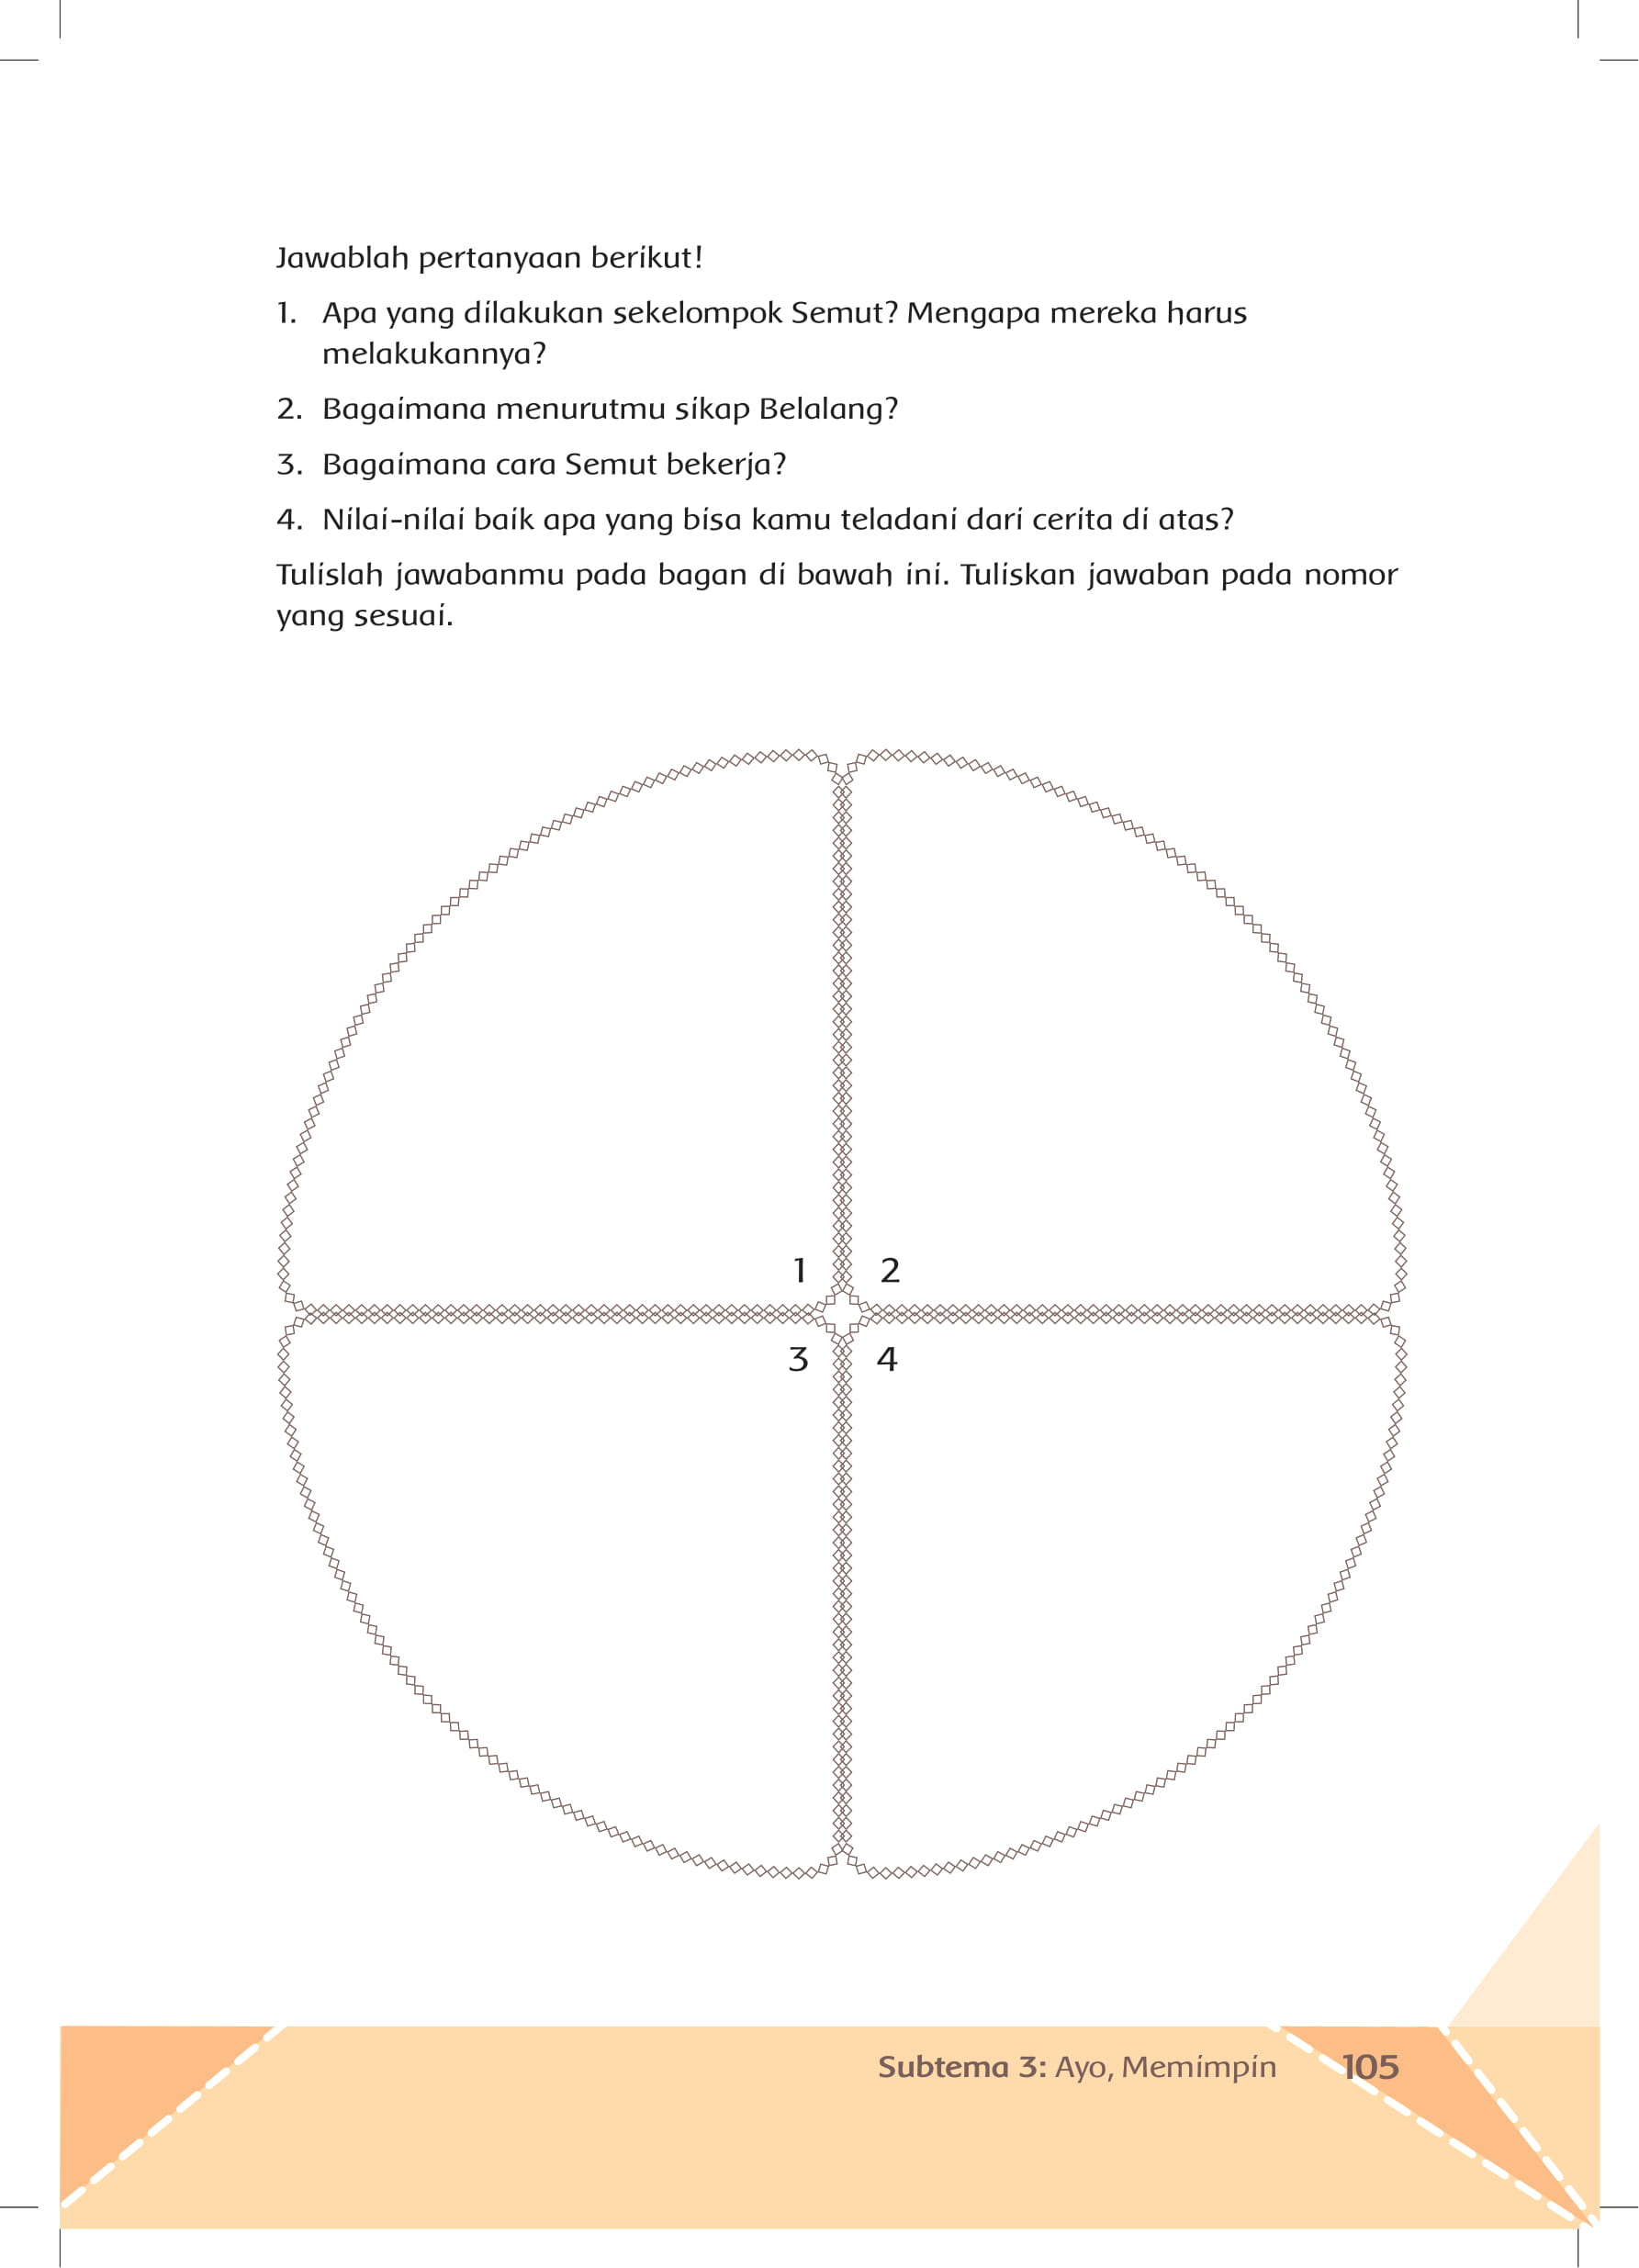 Jawablah pertanyaan berikut!
1. Apa yang dilakukan sekelompok Semut? Mengapa mereka harus
melakukannya?
2. Bagaimana menurutmu sikap Belalang?
3. Bagaimana cara Semut bekerja?
4. Nilai-nilai baik apa yang bisa kamu teladani dari cerita di atas?
Tulislah jawabanmu pada bagan di bawah ini. Tuliskan jawaban pada nomor
yang sesuai.
1 2
3 4
Subtema 3: Ayo, Memimpin 105